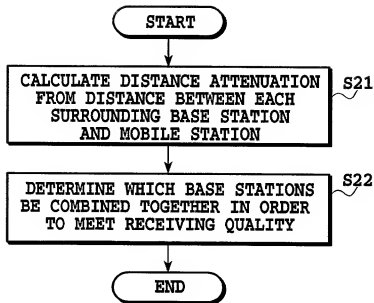 START
CALCULATE DISTANCE ATTENUATION
FROM DISTANCE BETWEEN EACH
SURROUNDING BASE STATION
AND MOBILE STATION
S21
DETERMINE WHICH BASE STATIONS
BE COMBINED TOGETHER IN ORDER
TO MEET RECEIVING QUALITY
S22
END